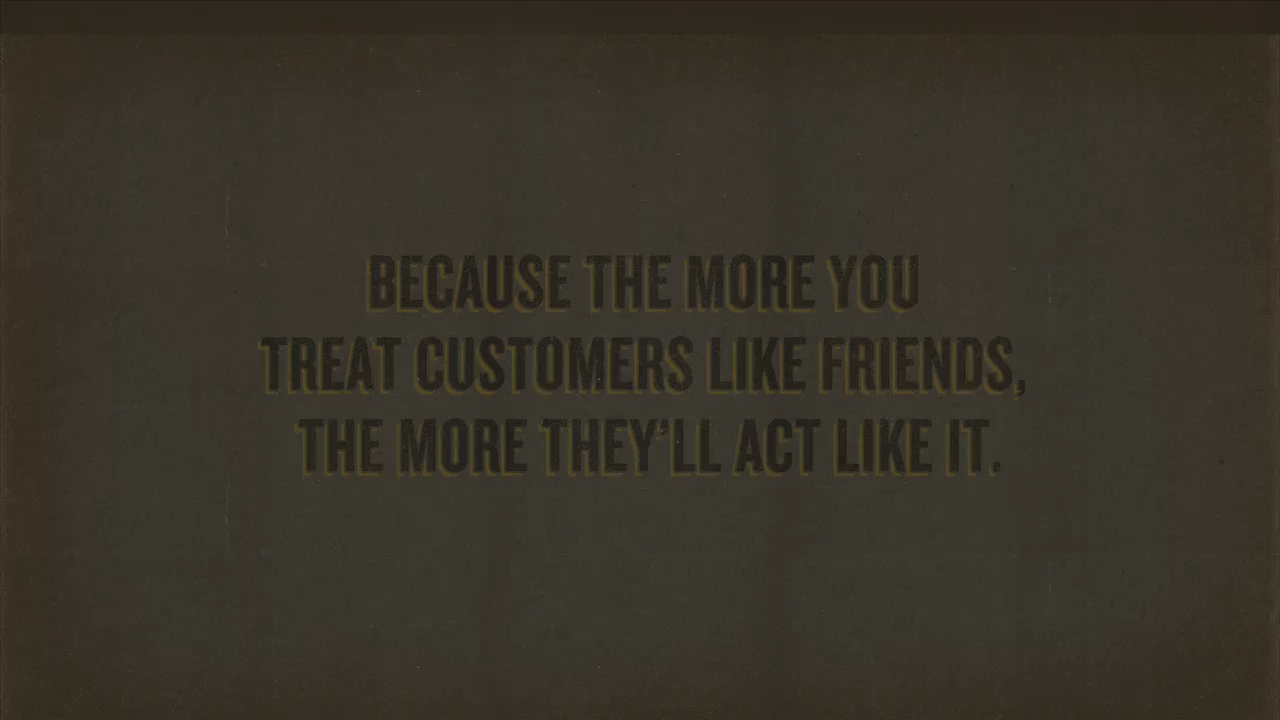 BECAUSE THE MORE YOU
TREAT CUSTOMERS LIKE FRIENDS,
THE MORE THEY’LL ACT LIKE IT.